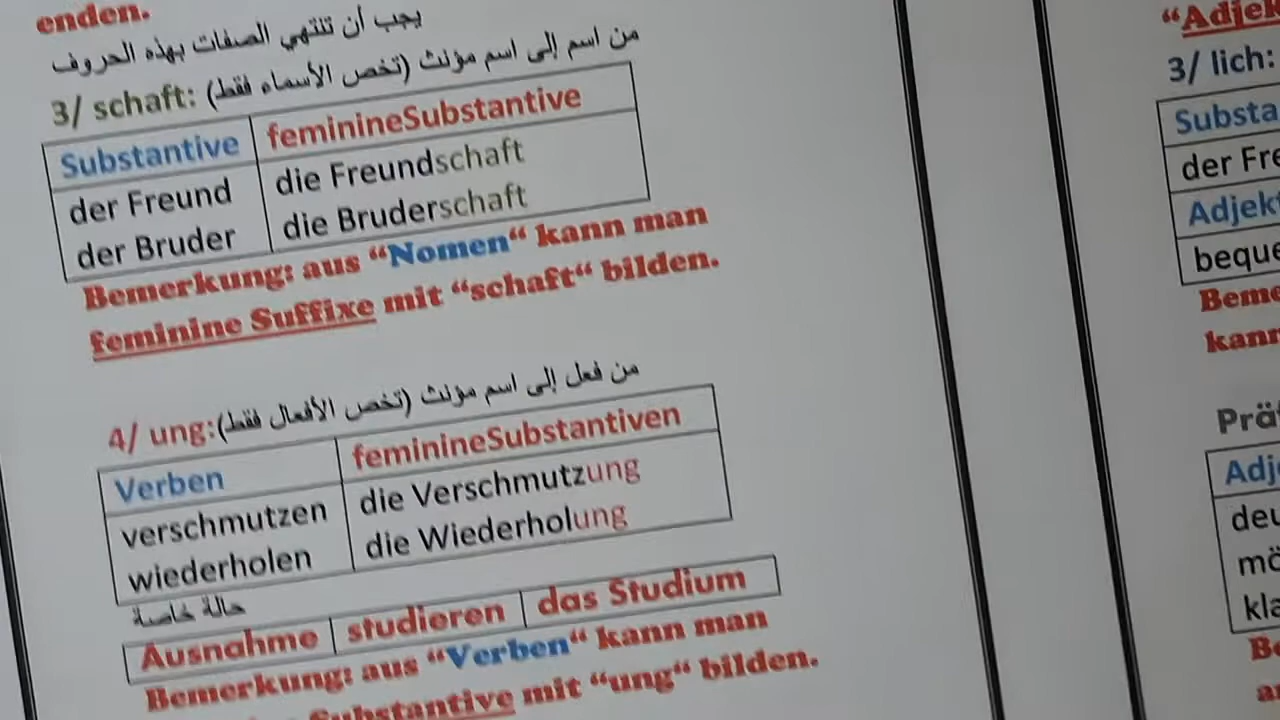 enden.
يجب أن تنتهي الصفات بهذه الحروف
من اسم إلى اسم مؤنث (تخص الأسماء فقط)
3/ schaft:
Substantive feminineSubstantive
der Freund die Freundschaft
der Bruder die Bruderschaft
Bemerkung: aus “Nomen“ kann man
feminine Suffixe mit “schaft“ bilden.
من فعل إلى اسم مؤنث (تخص الأفعال فقط)
4/ ung:
Verben feminineSubstantiven
verschmutzen die Verschmutzung
wiederholen die Wiederholung
حالة خاصة
Ausnahme studieren das Studium
Bemerkung: aus “Verben“ kann man
Substantive mit “ung“ bilden.
“Adjek
3/ lich:
Substa
der Fre
Adjekt
beque
Beme
kann
Prä
Adj
deu
mö
kla